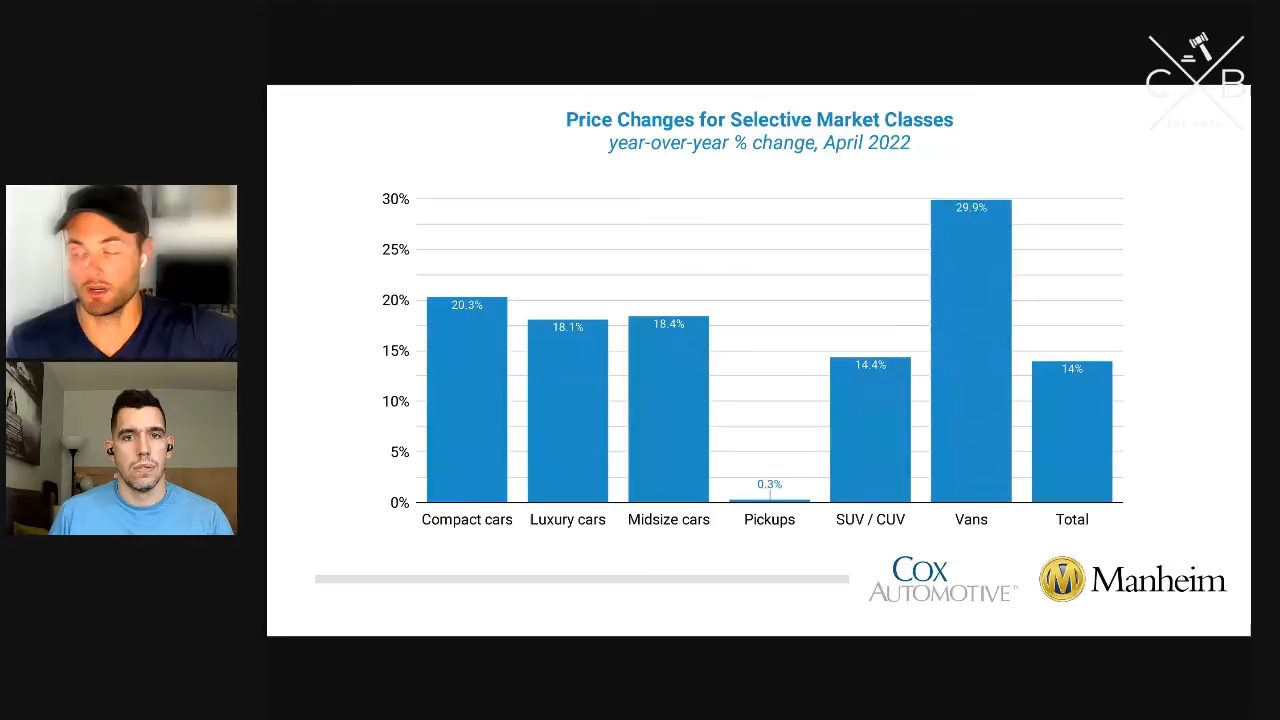 C B
Price Changes for Selective Market Classes
year-over-year % change, April 2022
30%
25%
20%
15%
10%
5%
0%
20.3%
18.1%
18.4%
0.3%
14.4%
29.9%
14%
Compact cars Luxury cars Midsize cars Pickups SUV / CUV Vans Total
COX AUTOMOTIVE™
M Manheim